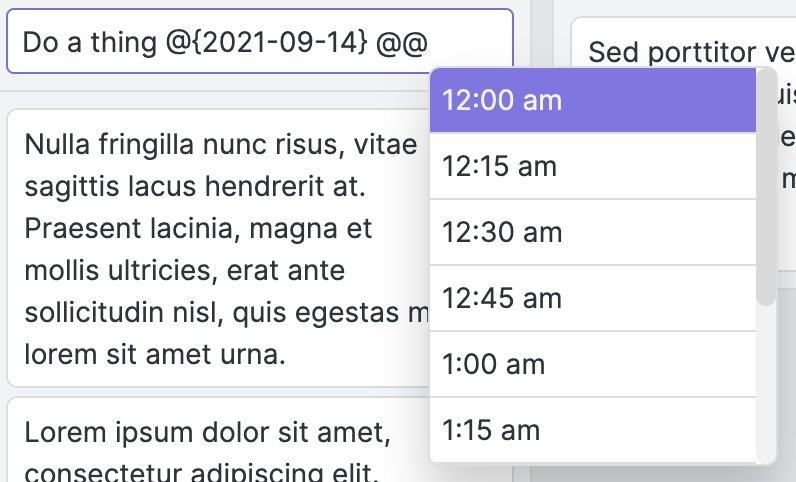 Do a thing @{2021-09-14} @@
Nulla fringilla nunc risus, vitae
sagittis lacus hendrerit at.
Praesent lacinia, magna et
mollis ultricies, erat ante
sollicitudin nisl, quis egestas
lorem sit amet urna.
Lorem ipsum dolor sit amet,
consectetur adipiscing elit.
12:00 am
12:15 am
12:30 am
12:45 am
1:00 am
1:15 am
Sed porttitor